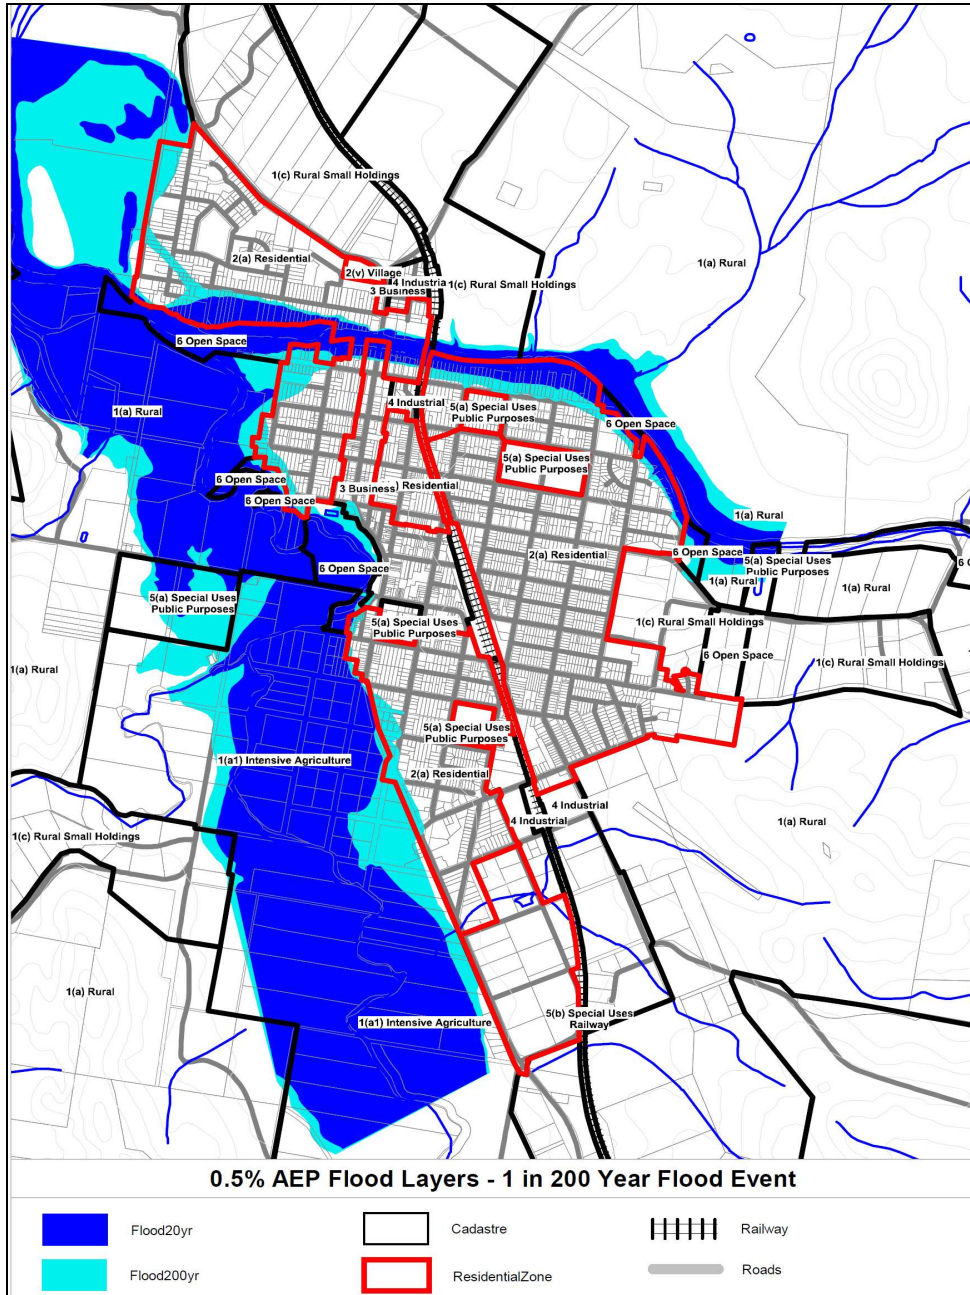 1(c) Rural Small Holdings
2(a) Residential
1(a) Rural
2(v) Village
4 Industria
1(c) Rural Small Holdings
3 Business
6 Open Space
1(a) Rural
4 Industrial
5(a) Special Uses
Public Purposes
6 Open Space
5(a) Special Uses
Public Purposes
6 Open Space
3 Business
) Residential
6 Open Space
1(a) Rural
2(a) Residential
6 Open Space
6 Open Space
5(a) Special Uses
Public Purposes
6 O
1(a) Rural
1(a) Rural
5(a) Special Uses
Public Purposes
5(a) Special Uses
Public Purposes
1(c) Rural Small Holdings
6 Open Space
1(c) Rural Small Holdings
1(a) Rural
5(a) Special Uses
Public Purposes
1(a1) Intensive Agriculture
2(a) Residential
4 Industrial
4 Industrial
1(a) Rural
1(c) Rural Small Holdings
1(a) Rural
5(b) Special Uses
Railway
1(a1) Intensive Agriculture
0.5% AEP Flood Layers - 1 in 200 Year Flood Event
Flood20yr
Cadastre
Railway
Flood200yr
ResidentialZone
Roads